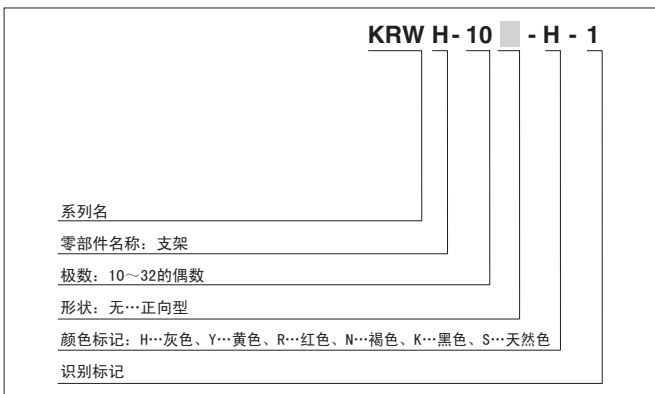 KRW H - 10 - H - 1
系列名
零部件名称：支架
极数：10～32的偶数
形状：无…正向型
颜色标记：H…灰色、Y…黄色、R…红色、N…褐色、K…黑色、S…天然色
识别标记